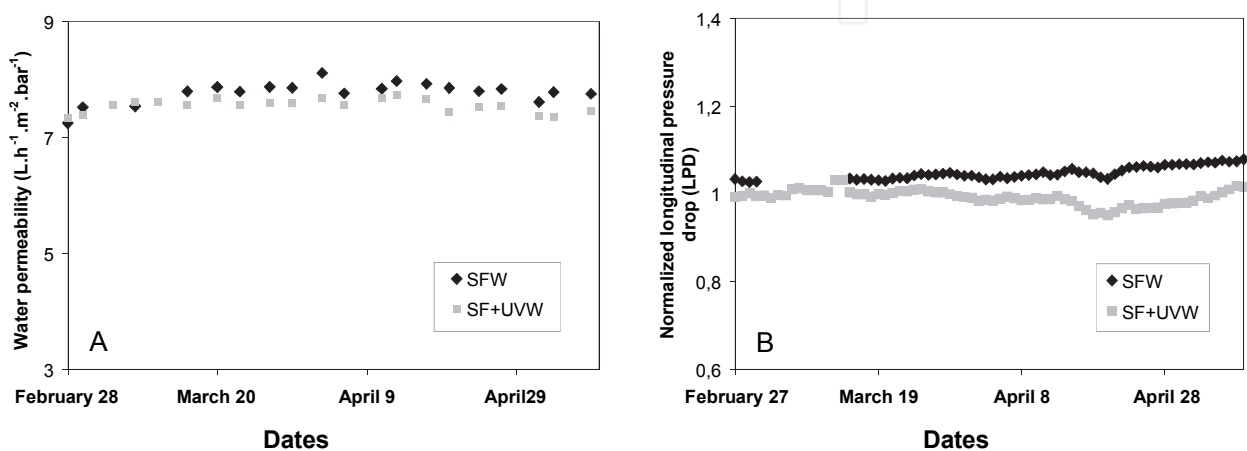 9
7
5
3
Water permeability (L.h⁻¹.m⁻².bar⁻¹)
SFW
SF+UVW
A
February 28
March 20
April 9
April29
Dates
1,4
1,2
1
0,8
0,6
Normalized longitudinal pressure
drop (LPD)
SFW
SF+UVW
B
February 27
March 19
April 8
April 28
Dates